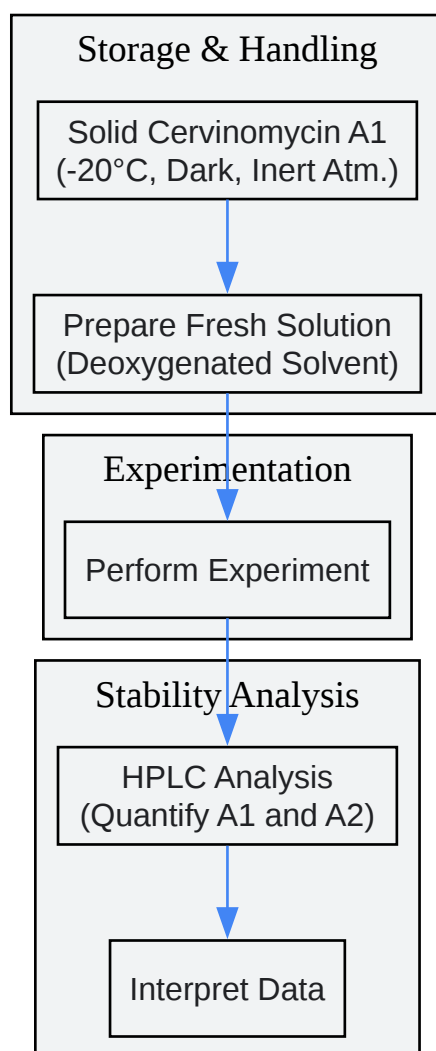 Storage & Handling
Solid Cervinomycin A1
(-20°C, Dark, Inert Atm.)
Prepare Fresh Solution
(Deoxygenated Solvent)
Experimentation
Perform Experiment
Stability Analysis
HPLC Analysis
(Quantify A1 and A2)
Interpret Data